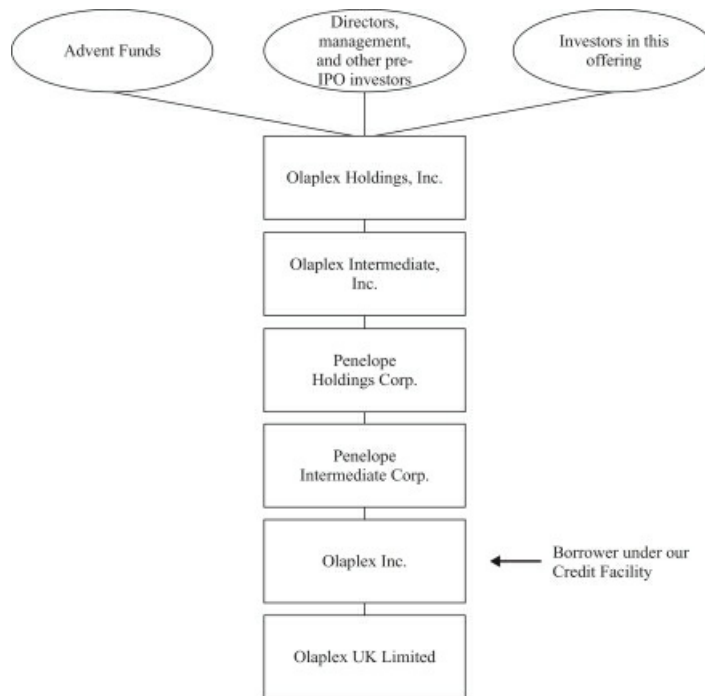 Advent Funds
Directors,
management,
and other pre-
IPO investors
Investors in this
offering
Olaplex Holdings, Inc.
Olaplex Intermediate,
Inc.
Penelope
Holdings Corp.
Penelope
Intermediate Corp.
Olaplex Inc.
Borrower under our
Credit Facility
Olaplex UK Limited